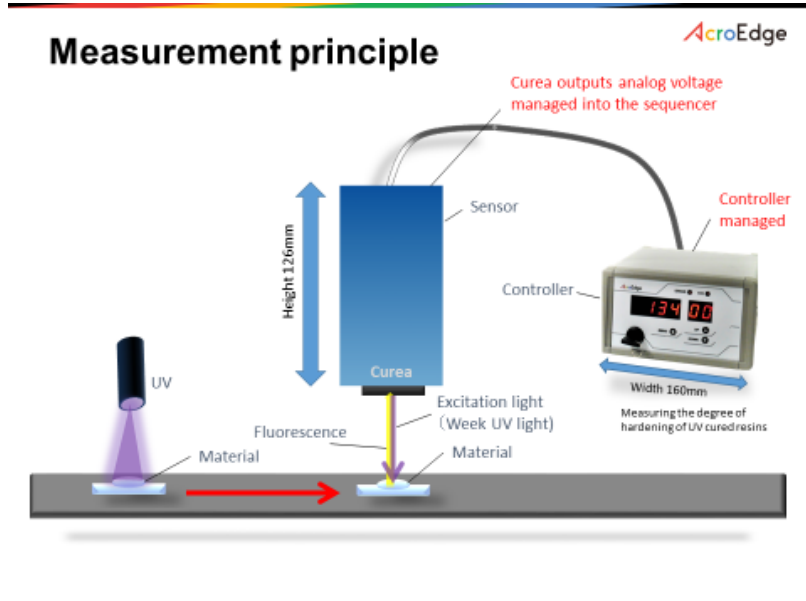 AcroEdge
Measurement principle
Curea outputs analog voltage
managed into the sequencer
Sensor
Controller
managed
Height 126mm
Controller
AcroEdge
134 00
Curea
Width 160mm
UV
Excitation light
(Week UV light)
Measuring the degree of
hardening of UV cured resins
Fluorescence
Material
Material